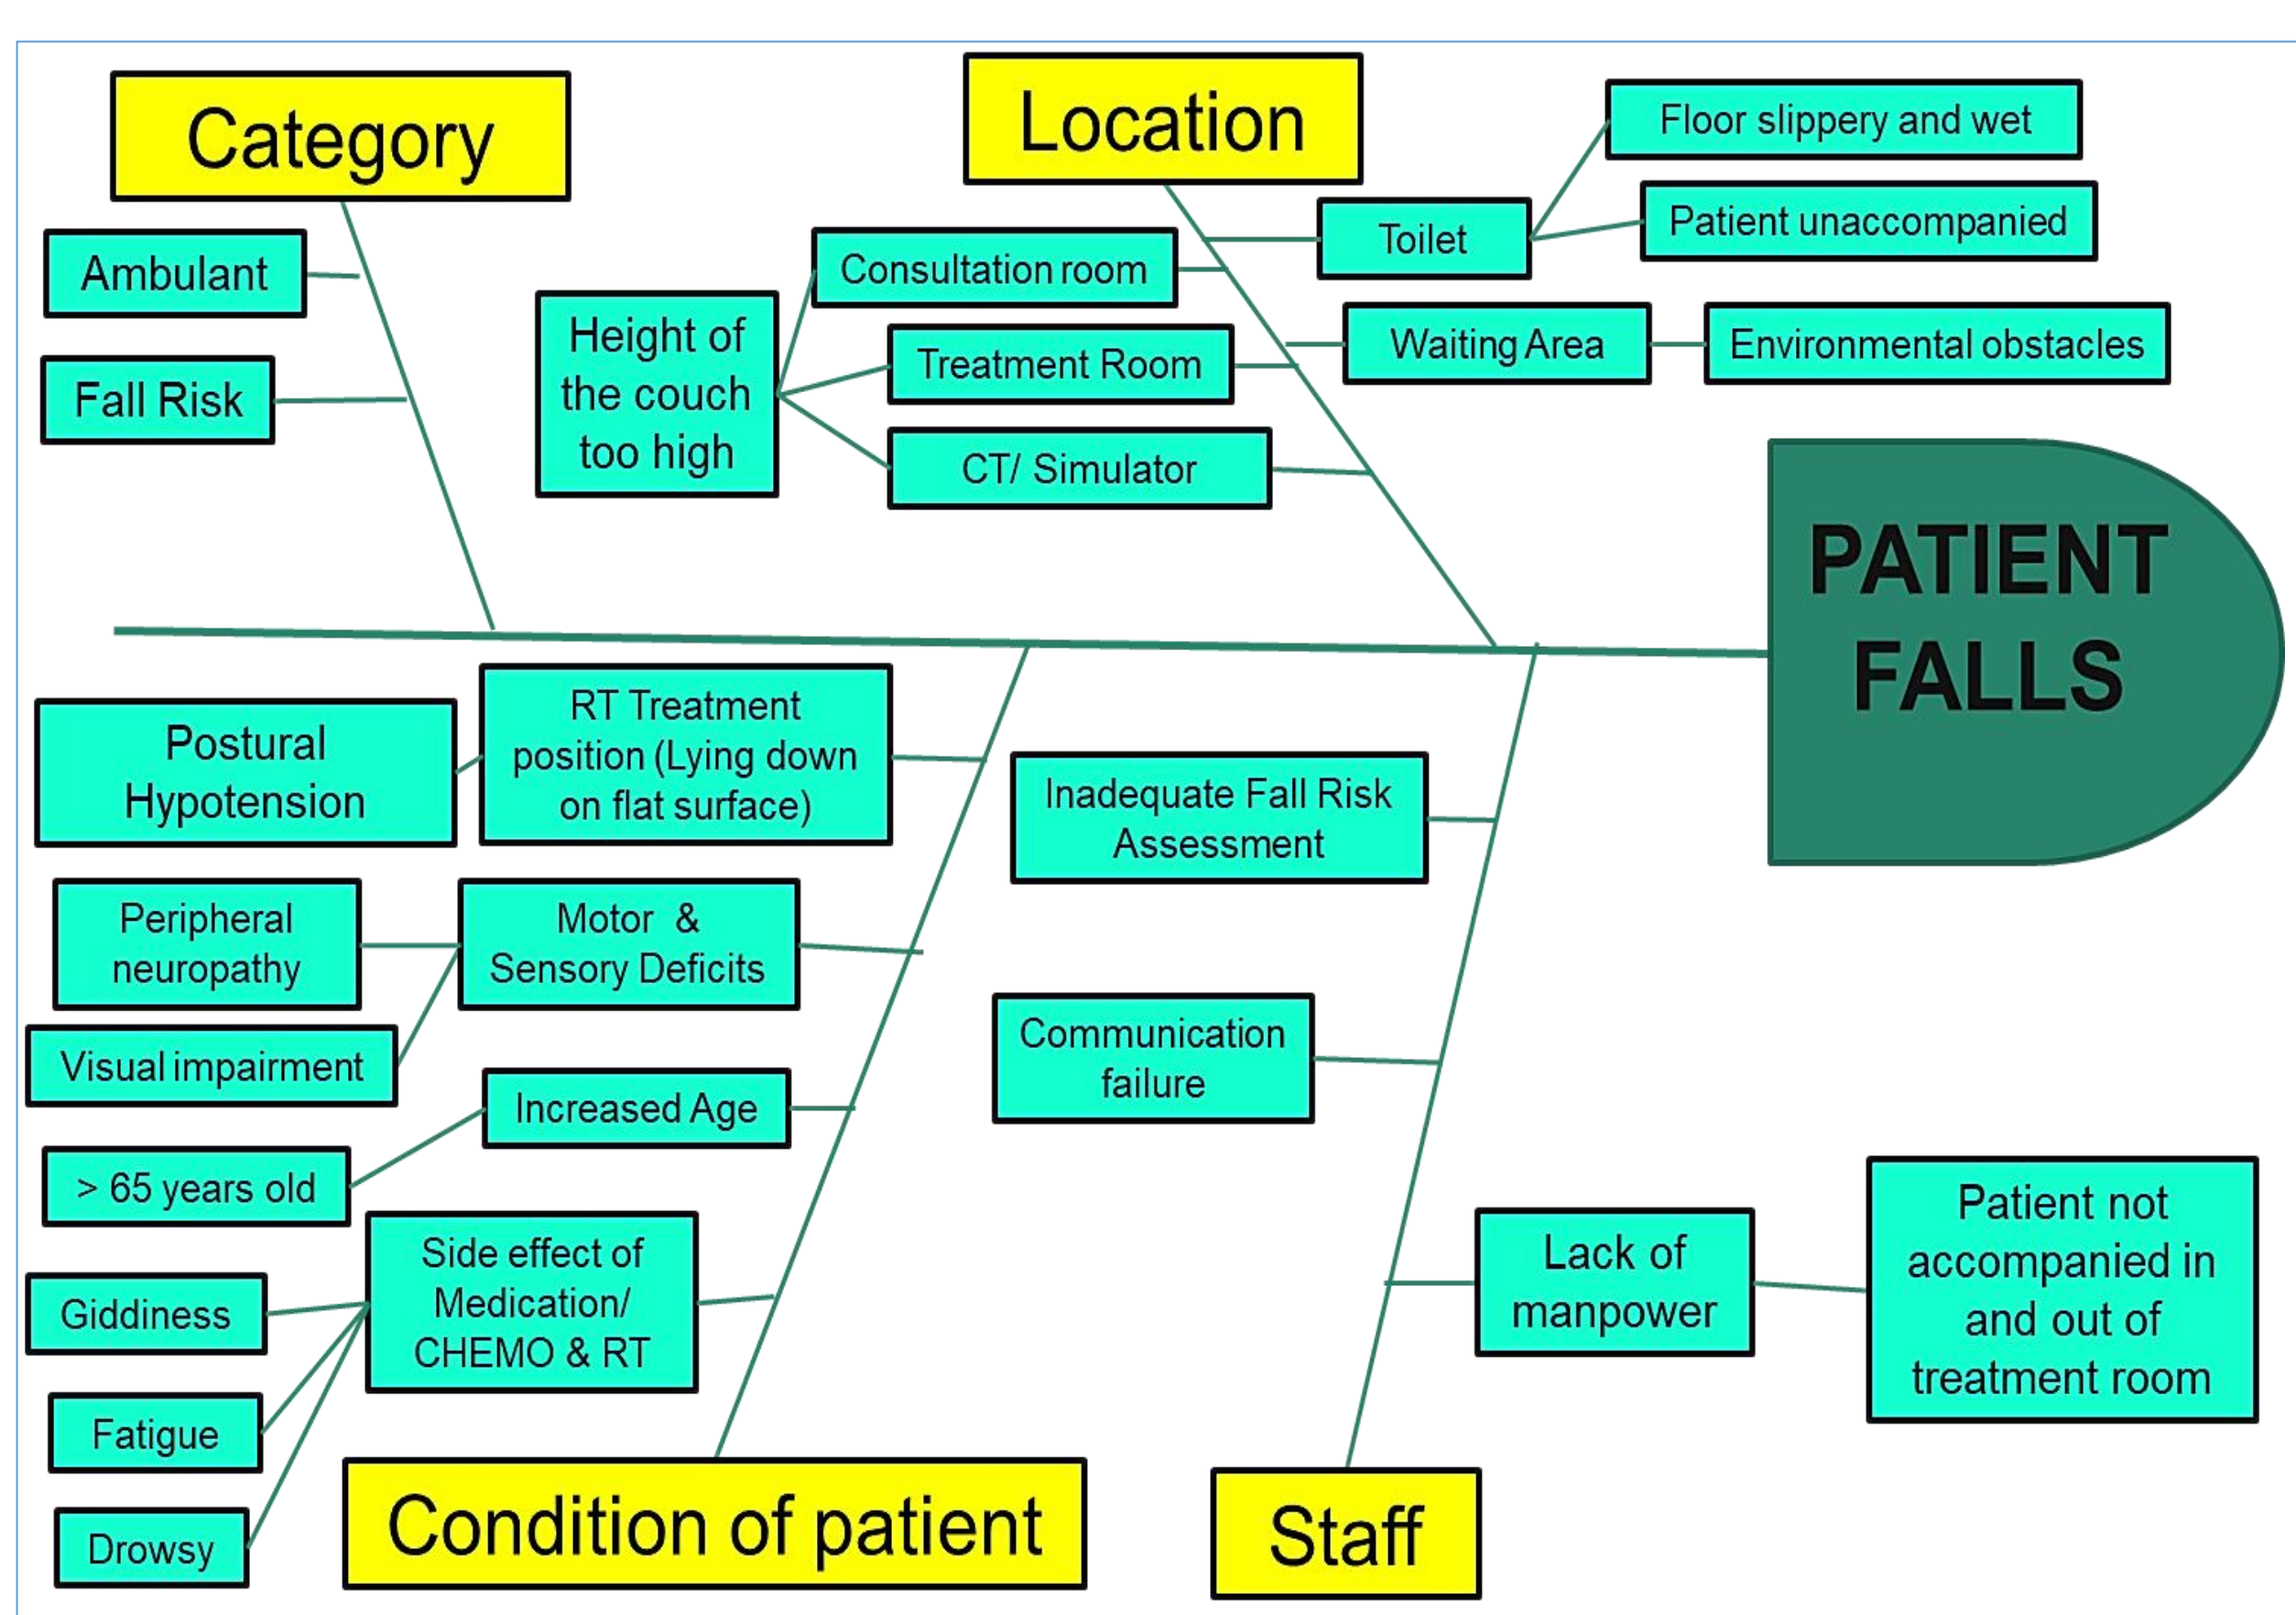 Category
Location
Floor slippery and wet
Patient unaccompanied
Toilet
Ambulant
Consultation room
Height of
the couch
too high
Waiting Area
Environmental obstacles
Treatment Room
Fall Risk
CT/ Simulator
PATIENT
FALLS
Postural
Hypotension
RT Treatment
position (Lying down
on flat surface)
Inadequate Fall Risk
Assessment
Peripheral
neuropathy
Motor &
Sensory Deficits
Visual impairment
Communication
failure
Increased Age
> 65 years old
Side effect of
Medication/
CHEMO & RT
Giddiness
Fatigue
Drowsy
Lack of
manpower
Patient not
accompanied in
and out of
treatment room
Condition of patient
Staff